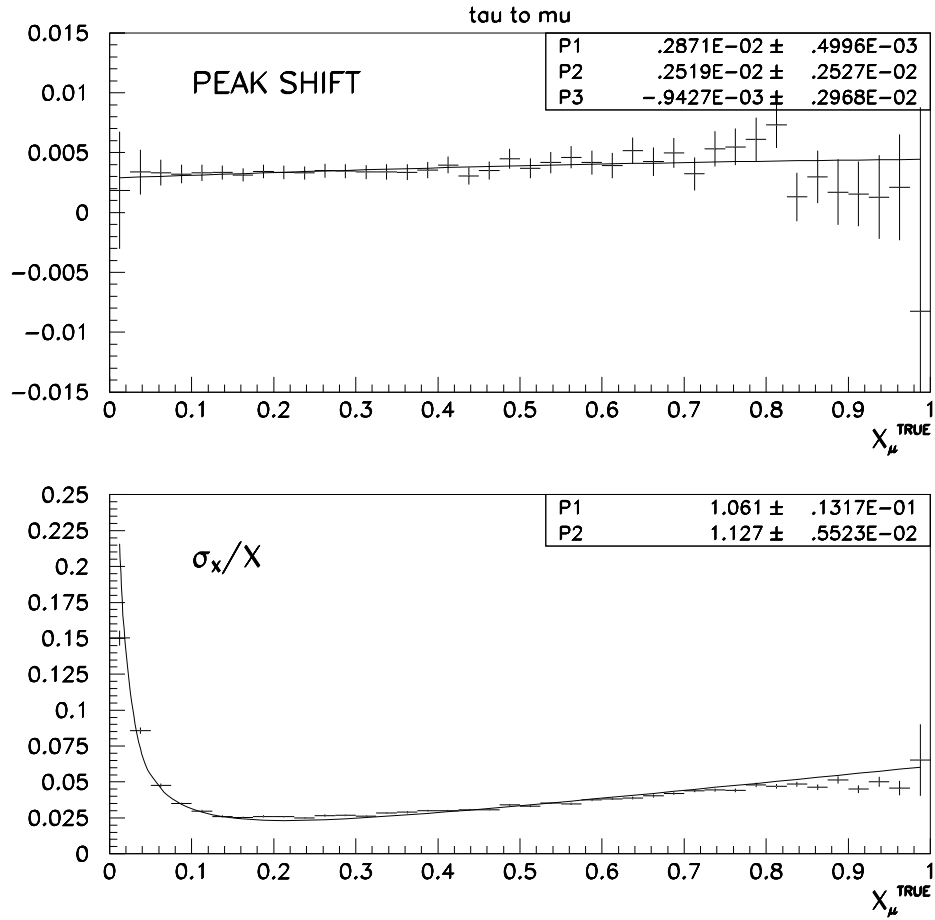 tau to mu
0.015
P1 .2871E−02 ± .4996E−03
P2 .2519E−02 ± .2527E−02
P3 −.9427E−03 ± .2968E−02
PEAK SHIFT
0.01
0.005
0
−0.005
−0.01
−0.015
0 0.1 0.2 0.3 0.4 0.5 0.6 0.7 0.8 0.9 1
Xμ TRUE
0.25
P1 1.061 ± .1317E−01
P2 1.127 ± .5523E−02
0.225
σx/X
0.2
0.175
0.15
0.125
0.1
0.075
0.05
0.025
0
0 0.1 0.2 0.3 0.4 0.5 0.6 0.7 0.8 0.9 1
Xμ TRUE